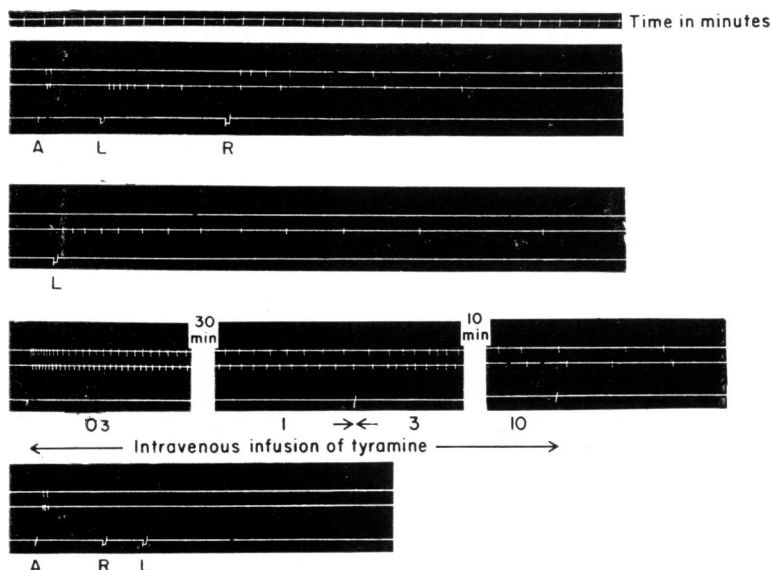 Time in minutes
A L R
L
30 min 10 min
03 1 3 10
Intravenous infusion of tyramine
A R L